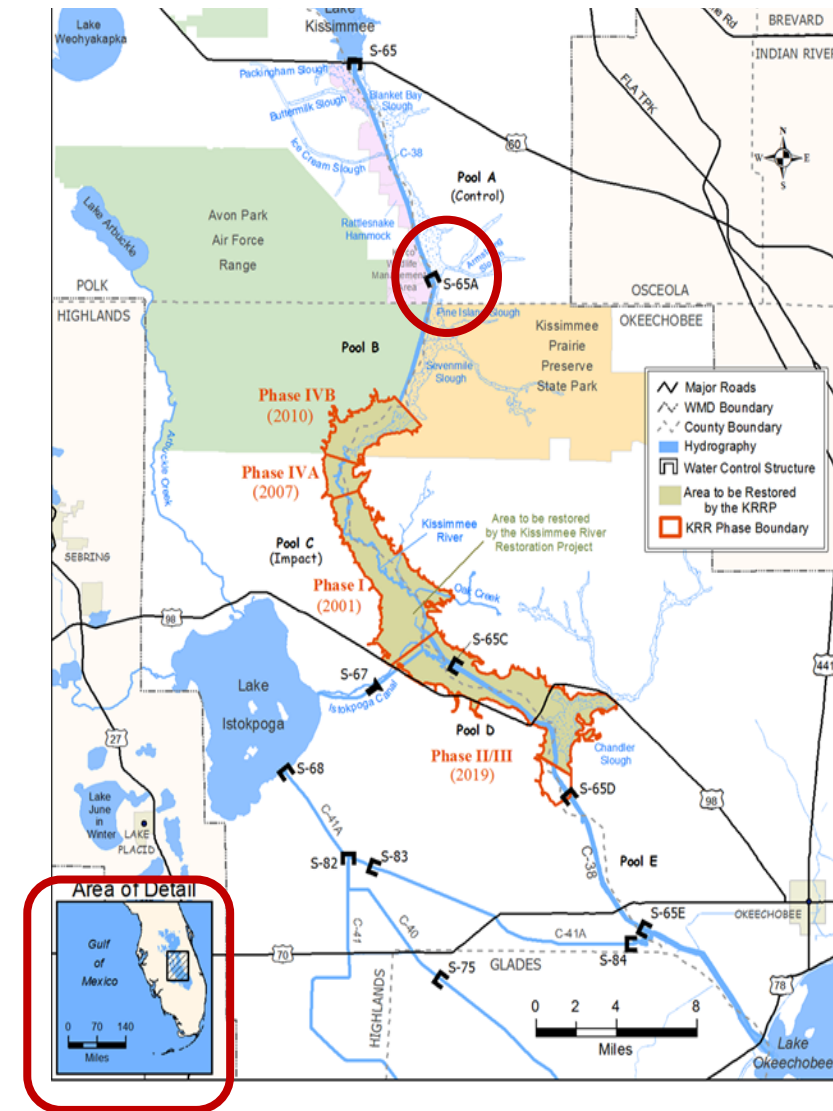 Lake
Kissimmee
Lake
Weohyakapka
BREVARD
INDIAN RIVER
S-65
Packingham Slough
Blanket Bay
Slough
Buttermilk Slough
FLA TPK
Ice Cream Slough
C-38
60
N
W E
S
Pool A
(Control)
Lake Arbuckle
Avon Park
Air Force
Range
Rattlesnake
Hammock
Area
S-65A
POLK
HIGHLANDS
OSCEOLA
OKEECHOBEE
Pine Island Slough
Pool B
Kissimmee
Prairie
Preserve
State Park
Sevenmile
Slough
Phase IVB
(2010)
Major Roads
WMD Boundary
County Boundary
Hydrography
Water Control Structure
Area to be Restored
by the KRRP
KRR Phase Boundary
Arbuckle Creek
Phase IVA
(2007)
Kissimmee
River
Area to be restored
by the Kissimmee River
Restoration Project
Pool C
(Impact)
SEBRING
Phase I
(2001)
Oak Creek
98
S-65C
S-67
Istokpoga Canal
441
Lake
Istokpoga
Pool D
Phase II/III
(2019)
Chandler
Slough
27
S-68
S-65D
98
Lake
June
in
Winter
LAKE
PLACID
C-41A
S-82
S-83
C-38
Pool E
Area of Detail
Gulf
of
Mexico
0 70 140
Miles
C-41
C-40
C-41A
S-65E
S-84
OKEECHOBEE
70
HIGHLANDS
GLADES
S-75
78
0 2 4 8
Miles
Lake
Okeechobee